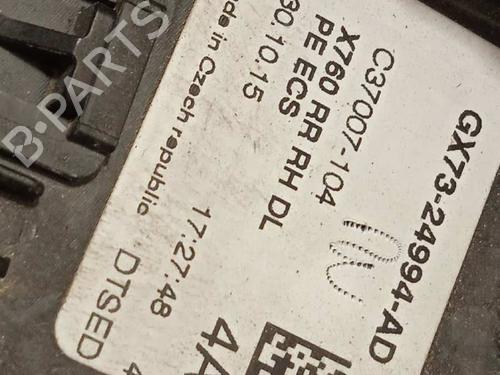 GX73-24994-AD
C37007-104
X760 RR RH DL
PE ECS
30.10.15 17:27:48
Made in Czech republic DTSED
4A
B PARTS